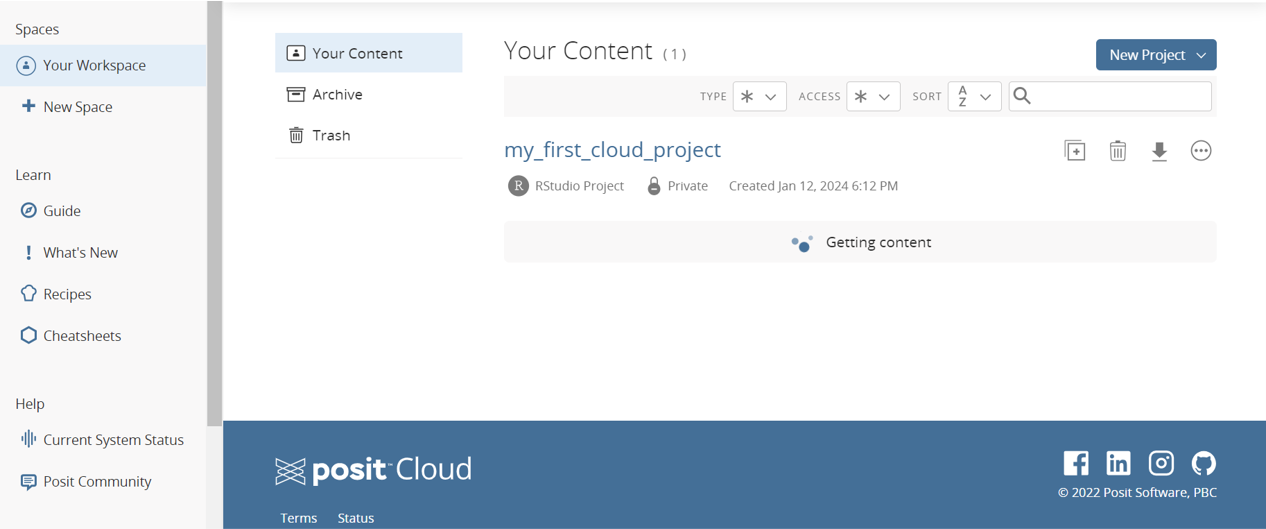 Spaces
Your Workspace
New Space
Learn
Guide
What's New
Recipes
Cheatsheets
Help
Current System Status
Posit Community
Your Content
Archive
Trash
Your Content (1)
New Project
TYPE ACCESS SORT A Z
my_first_cloud_project
R RStudio Project Private Created Jan 12, 2024 6:12 PM
Getting content
posit™ Cloud
© 2022 Posit Software, PBC
Terms Status